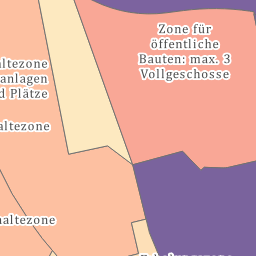 Zone für
öffentliche
Bauten: max. 3
Vollgeschosse
altezone
anlagen
d Plätze
altezone
altezone